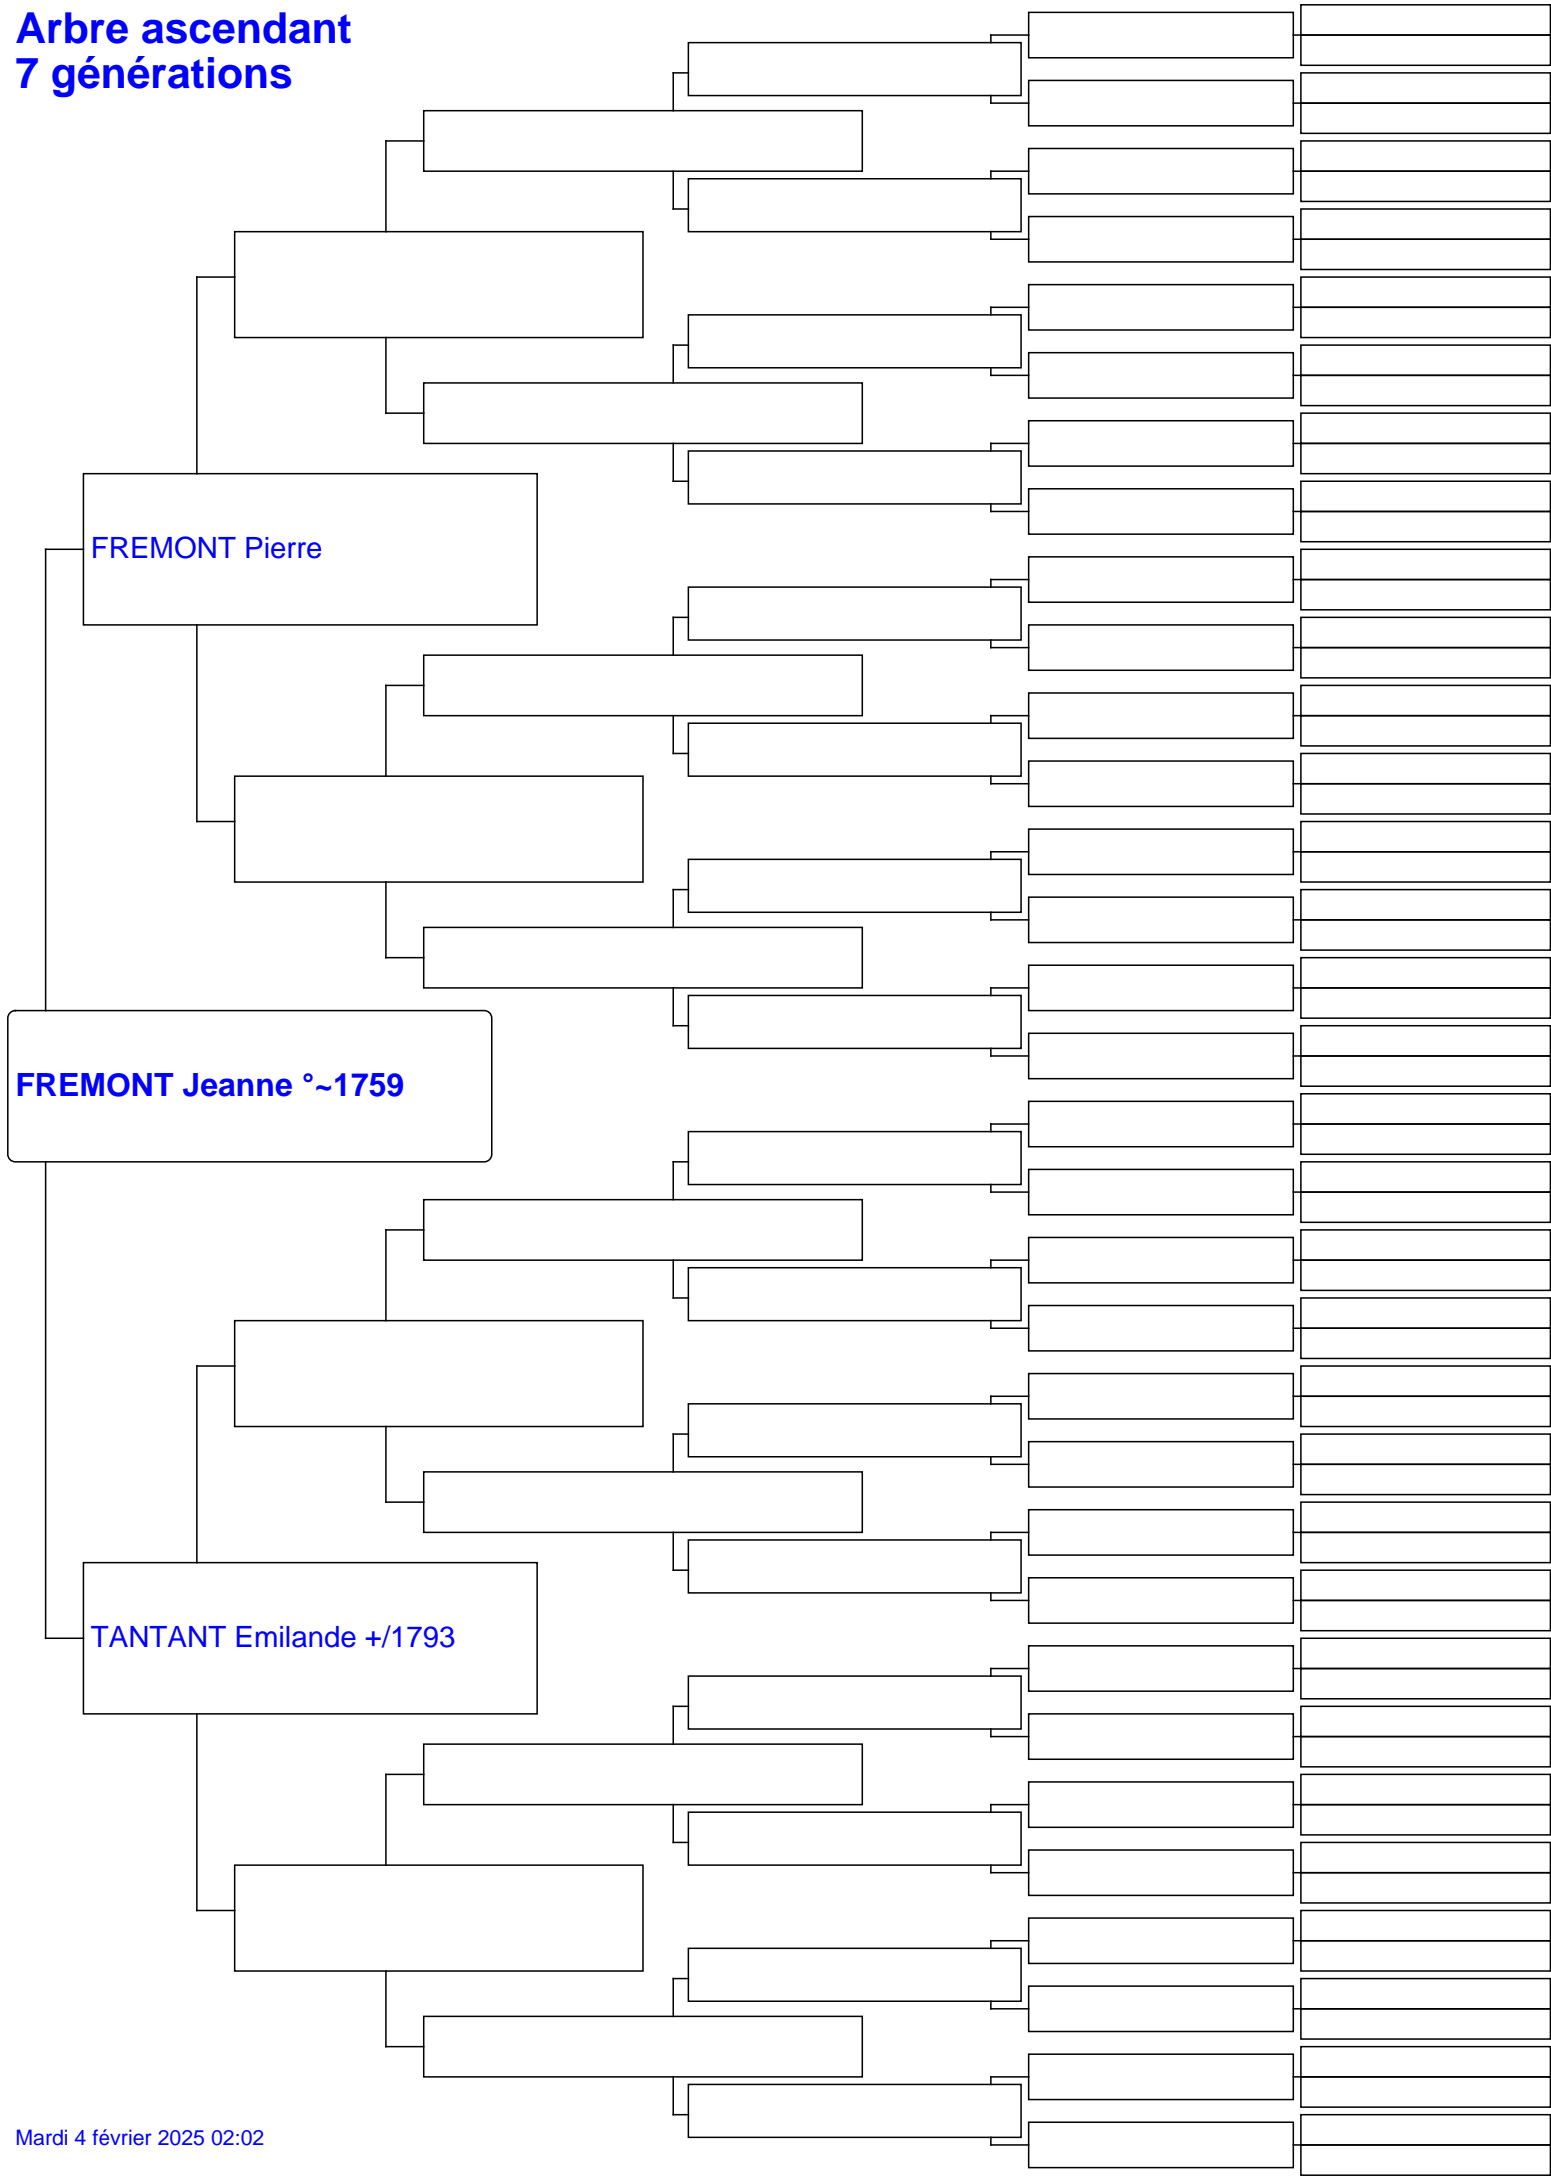 Arbre ascendant
7 générations
FREMONT Pierre
FREMONT Jeanne °~1759
TANTANT Emilande +/1793
Mardi 4 février 2025 02:02